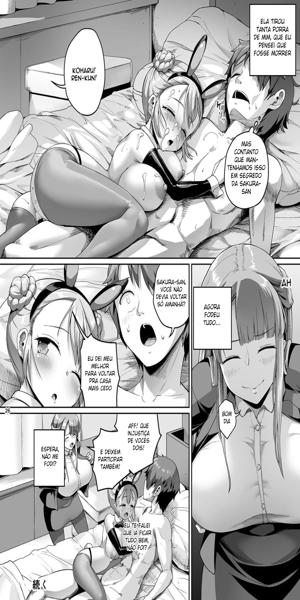 ELA TIROU
TANTA PORRA
DE MIM, QUE EU
PENSEI QUE
FOSSE MORRER
KOHARU!
REN-KUN!
MAS
CONTANTO
QUE MAN-
TENHAMOS ISSO
EM SEGREDO
DA SAKURA-
SAN
SAKURA-SAN,
VOCÊ NÃO
DEVIA VOLTAR
SÓ AMANHÃ?
AH
AGORA
FODEU
TUDO...
EU DEI MEU
MELHOR
PARA VOLTAR
PRA CASA
MAIS CEDO
BOM
DIA
26
AFF! QUE
INJUSTIÇA
DE VOCÊS
DOIS!
ESPERA,
NÃO ME
FODI?
E DEIXEM
PARTICIPAR
TAMBÉM!
EU TE FALEI
QUE IA FICAR
TUDO BEM,
NÃO FOI?
続く